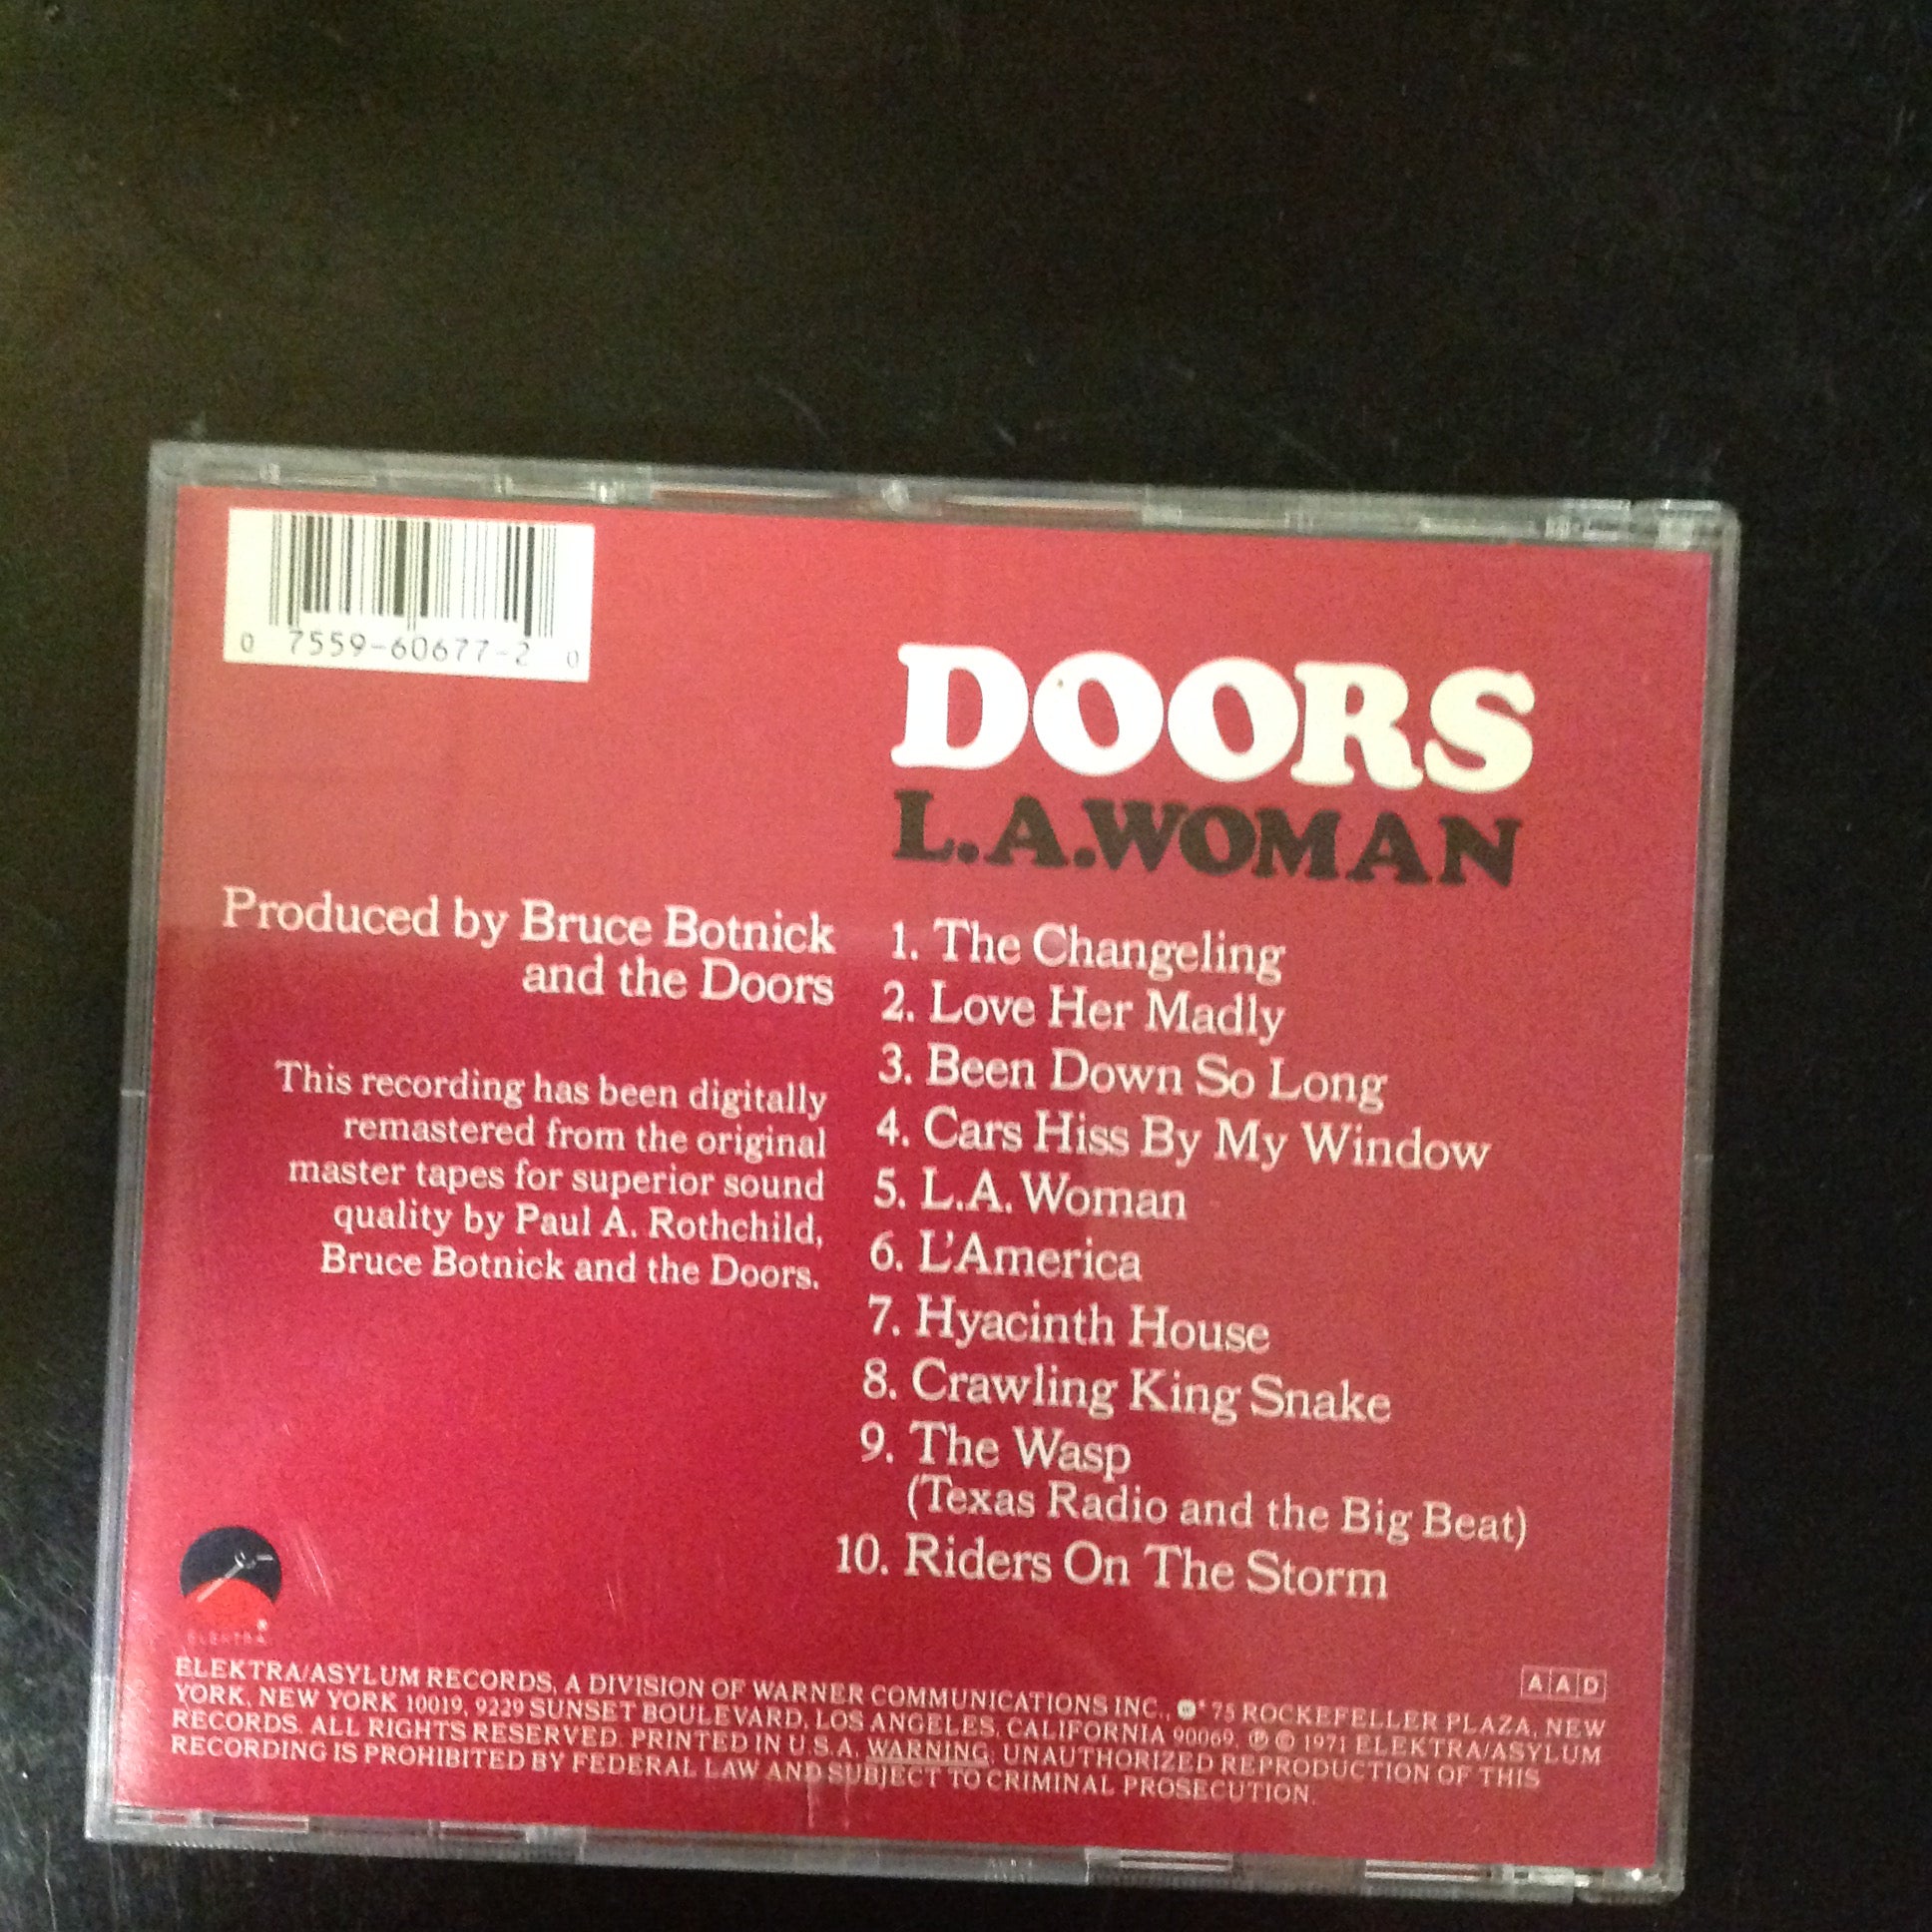 0 7559-60677-2 0
DOORS
L.A.WOMAN
Produced by Bruce Botnick
and the Doors
This recording has been digitally
remastered from the original
master tapes for superior sound
quality by Paul A. Rothchild,
Bruce Botnick and the Doors.
1. The Changeling
2. Love Her Madly
3. Been Down So Long
4. Cars Hiss By My Window
5. L.A. Woman
6. L'America
7. Hyacinth House
8. Crawling King Snake
9. The Wasp
(Texas Radio and the Big Beat)
10. Riders On The Storm
ELEKTRA®
AAD
ELEKTRA/ASYLUM RECORDS, A DIVISION OF WARNER COMMUNICATIONS INC., 75 ROCKEFELLER PLAZA, NEW
YORK, NEW YORK 10019, 9229 SUNSET BOULEVARD, LOS ANGELES, CALIFORNIA 90069. ℗ © 1971 ELEKTRA/ASYLUM
RECORDS. ALL RIGHTS RESERVED. PRINTED IN U.S.A. WARNING: UNAUTHORIZED REPRODUCTION OF THIS
RECORDING IS PROHIBITED BY FEDERAL LAW AND SUBJECT TO CRIMINAL PROSECUTION.